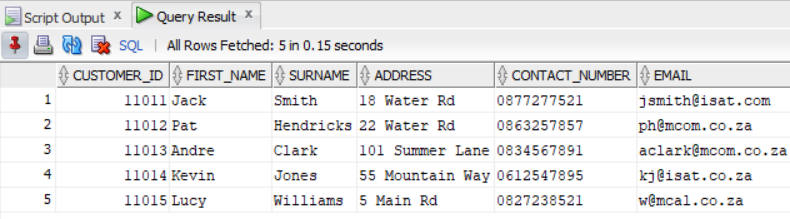 Script Output x Query Result x
SQL | All Rows Fetched: 5 in 0.15 seconds
CUSTOMER_ID FIRST_NAME SURNAME ADDRESS CONTACT_NUMBER EMAIL
1 11011 Jack Smith 18 Water Rd 0877277521 jsmith@isat.com
2 11012 Pat Hendricks 22 Water Rd 0863257857 ph@mcom.co.za
3 11013 Andre Clark 101 Summer Lane 0834567891 aclark@mcom.co.za
4 11014 Kevin Jones 55 Mountain Way 0612547895 kj@isat.co.za
5 11015 Lucy Williams 5 Main Rd 0827238521 w@mcal.co.za